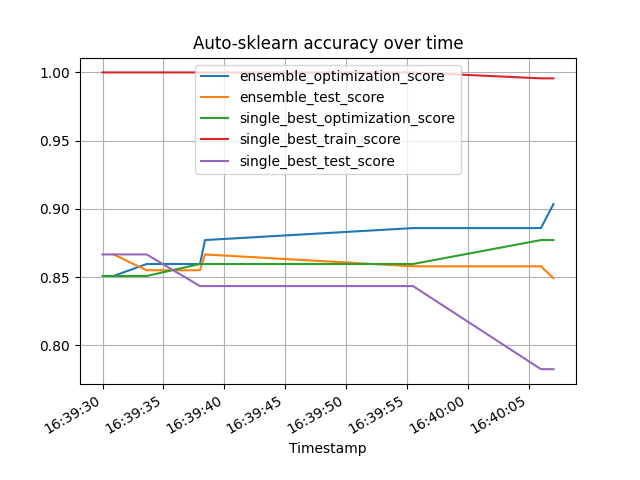 Auto-sklearn accuracy over time
1.00
0.95
0.90
0.85
0.80
ensemble_optimization_score
ensemble_test_score
single_best_optimization_score
single_best_train_score
single_best_test_score
16:39:30
16:39:35
16:39:40
16:39:45
16:39:50
16:39:55
16:40:00
16:40:05
Timestamp